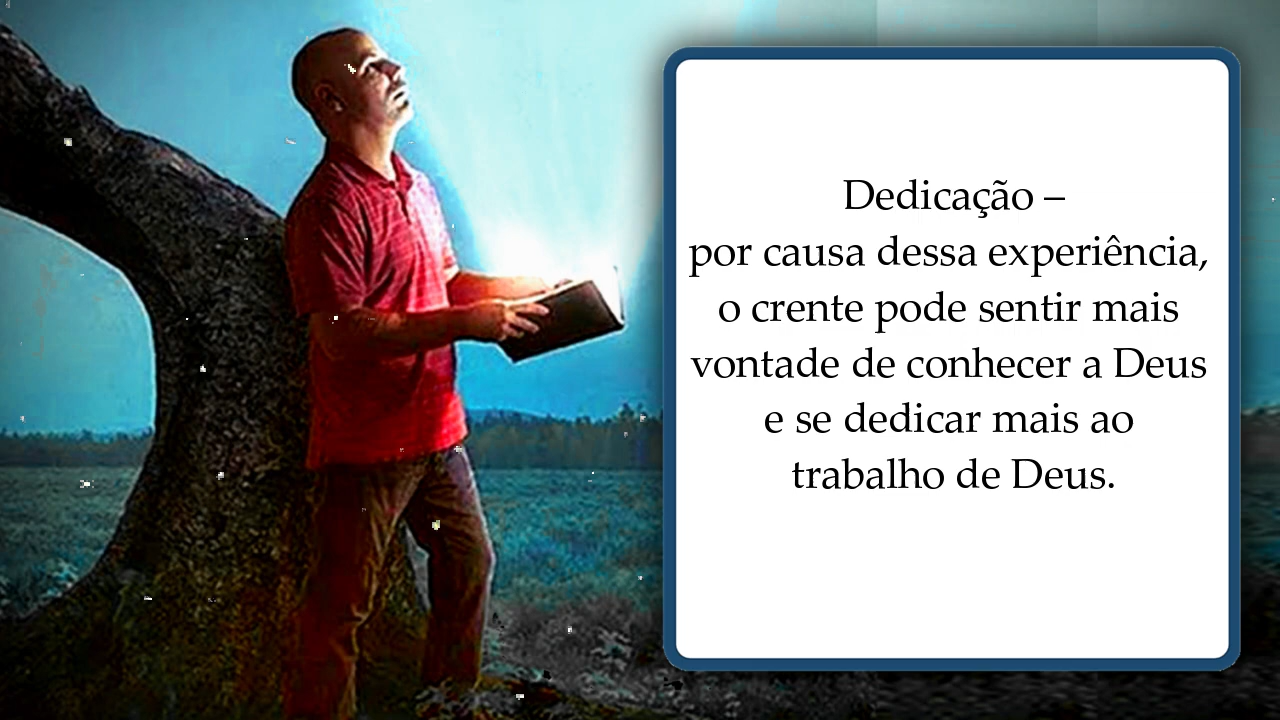 Dedicação –
por causa dessa experiência,
o crente pode sentir mais
vontade de conhecer a Deus
e se dedicar mais ao
trabalho de Deus.